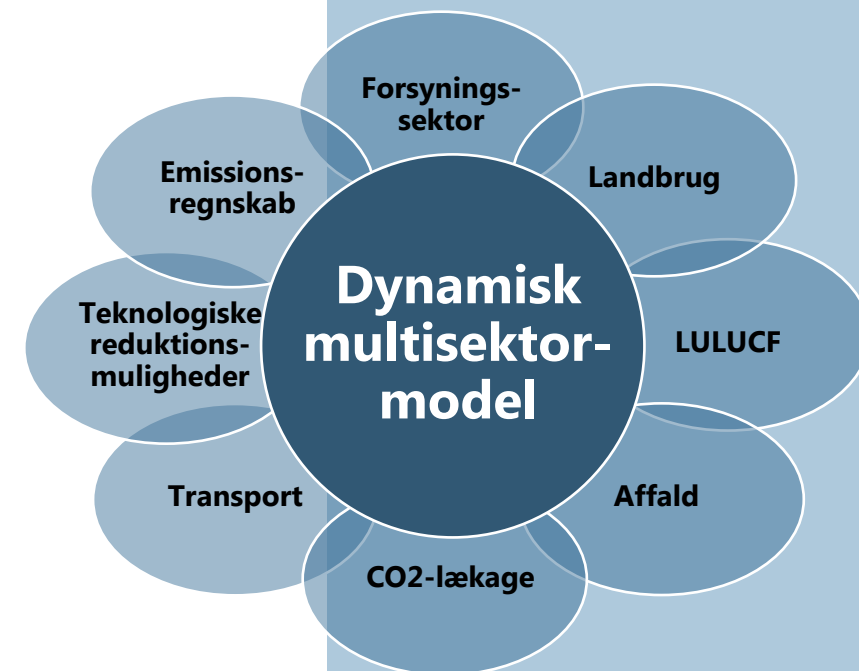 Forsynings-
sektor
Emissions-
regnskab
Landbrug
Dynamisk
multisektor-
model
Teknologiske
reduktions-
muligheder
LULUCF
Transport
Affald
CO2-lækage